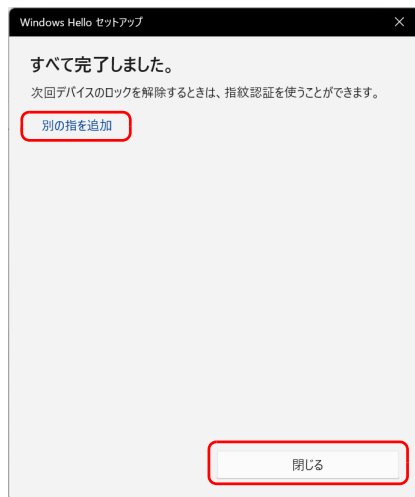 Windows Hello セットアップ
すべて完了しました。
次回デバイスのロックを解除するときは、指紋認証を使うことができます。
別の指を追加
閉じる